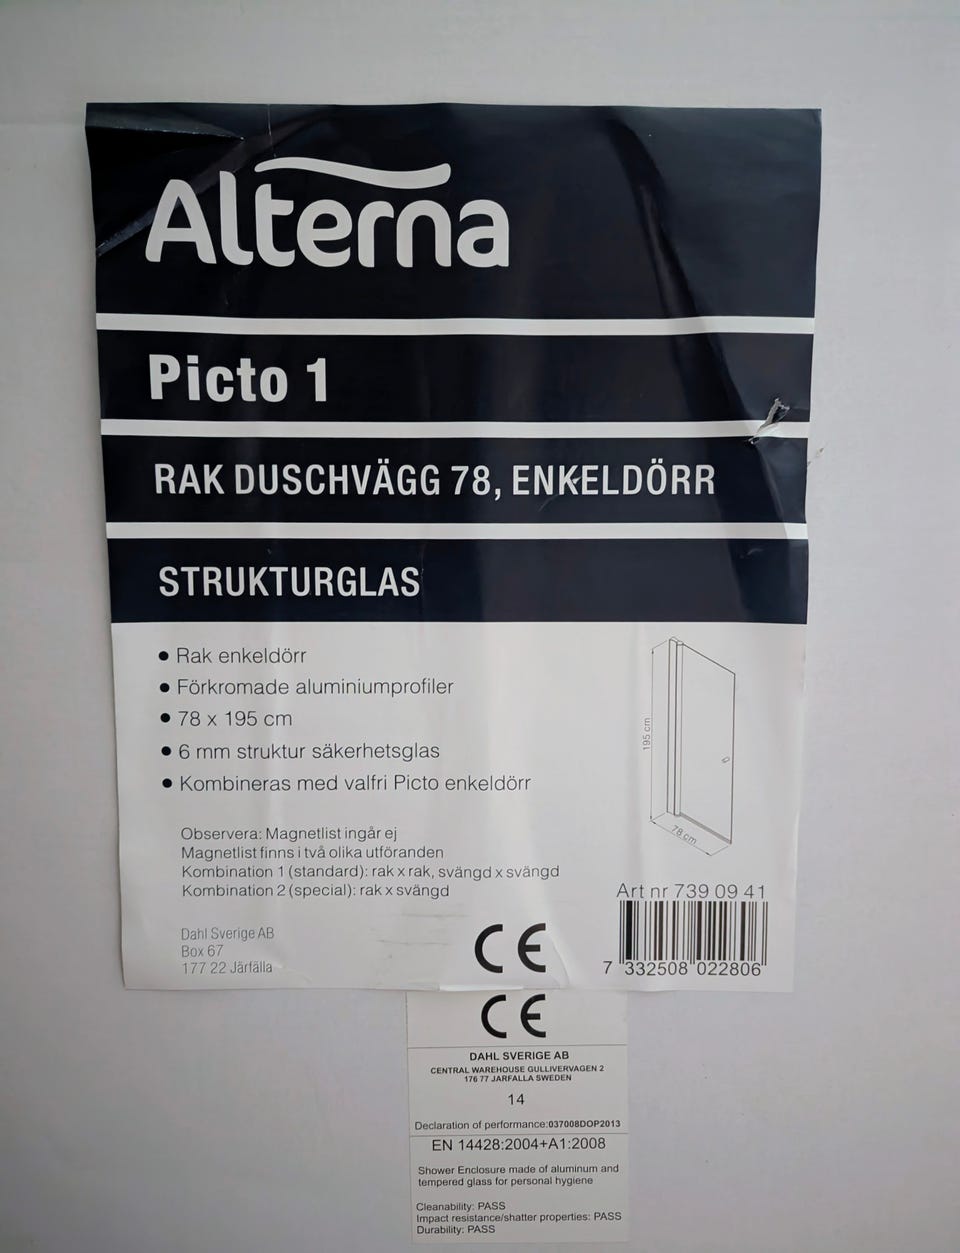 Alterna
Picto 1
RAK DUSCHVÄGG 78, ENKELDÖRR
STRUKTURGLAS
● Rak enkeldörr
● Förkromade aluminiumprofiler
● 78 x 195 cm
● 6 mm struktur säkerhetsglas
● Kombineras med valfri Picto enkeldörr
195 cm
78 cm
Observera: Magnetlist ingår ej
Magnetlist finns i två olika utföranden
Kombination 1 (standard): rak x rak, svängd x svängd
Kombination 2 (special): rak x svängd
Dahl Sverige AB
Box 67
177 22 Järfälla
CE
Art nr 739 09 41
7 332508 022806
CE
DAHL SVERIGE AB
CENTRAL WAREHOUSE GULLIVERVAGEN 2
176 77 JARFALLA SWEDEN
14
Declaration of performance:037008DOP2013
EN 14428:2004+A1:2008
Shower Enclosure made of aluminum and
tempered glass for personal hygiene
Cleanability: PASS
Impact resistance/shatter properties: PASS
Durability: PASS